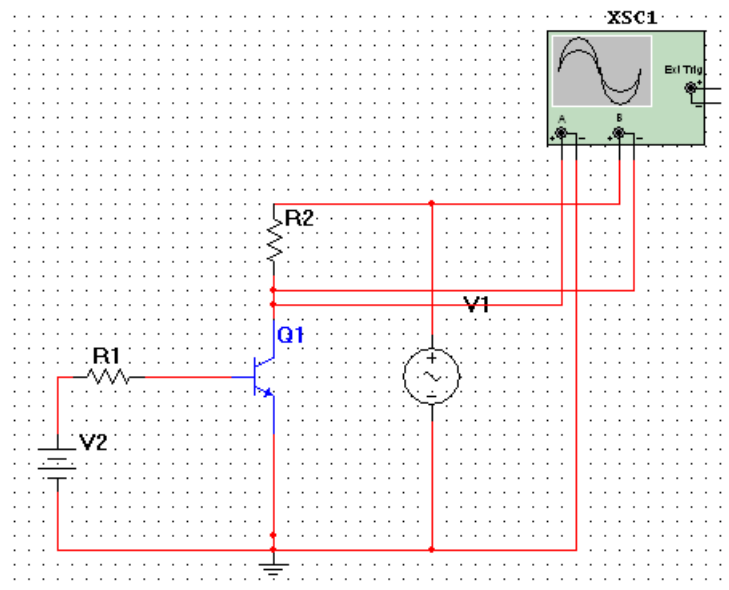 XSC1
Ext Trig
+
-
A
B
+
-
+
-
R2
V1
Q1
R1
+
-
V2